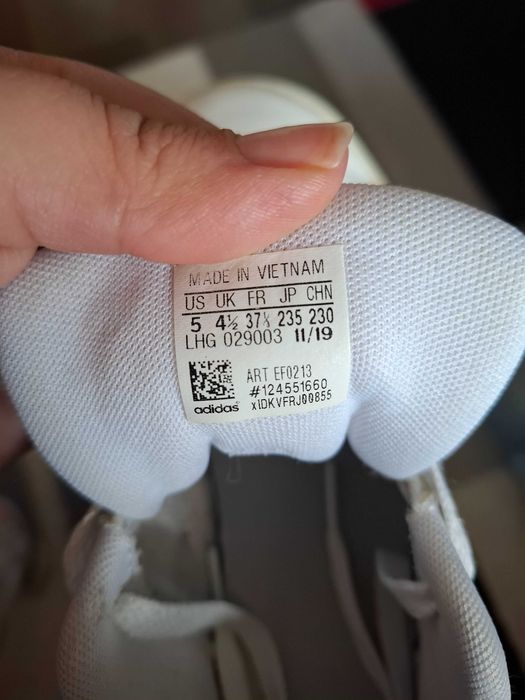 MADE IN VIETNAM
US UK FR JP CHN
5 4½ 37⅓ 235 230
LHG 029003 11/19
ART EF0213
#124551660
x1DKVFRJ00855
adidas